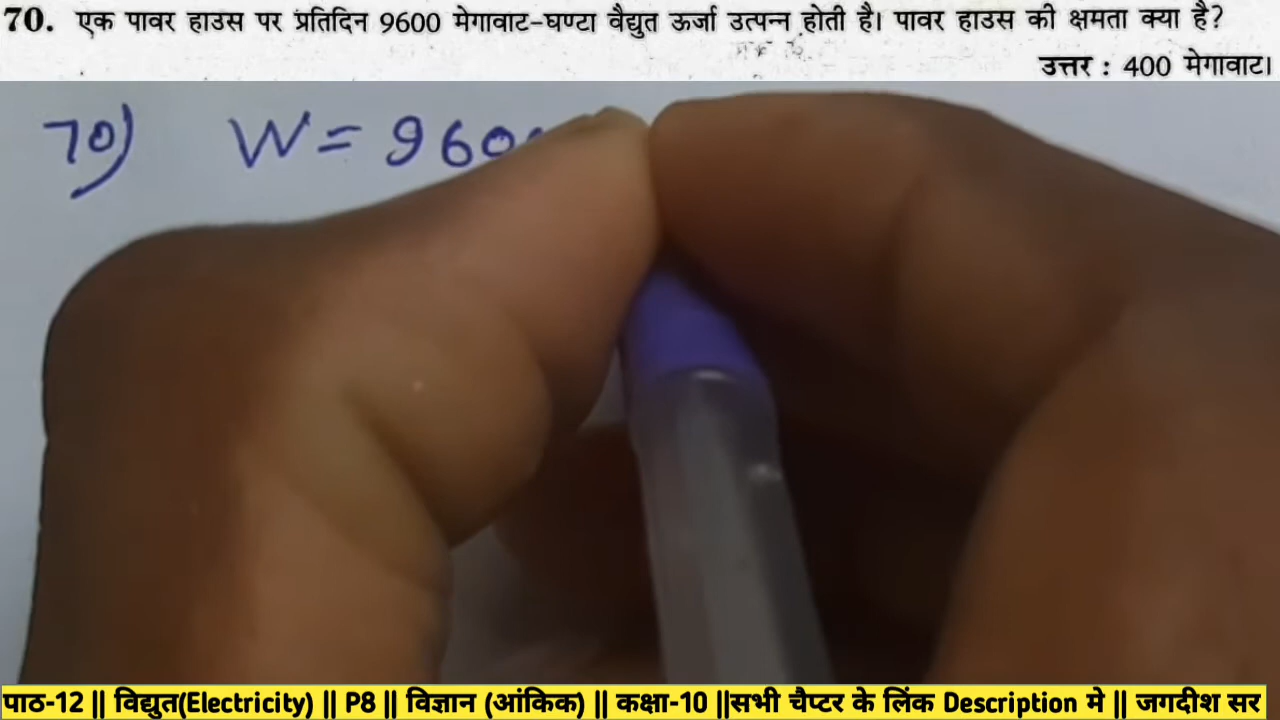 70. एक पावर हाउस पर प्रतिदिन 9600 मेगावाट-घण्टा वैद्युत ऊर्जा उत्पन्न होती है। पावर हाउस की क्षमता क्या है?
उत्तर : 400 मेगावाट।
70) W = 960
पाठ-12 || विद्युत(Electricity) || P8 || विज्ञान (आंकिक) || कक्षा-10 ||सभी चैप्टर के लिंक Description मे || जगदीश सर